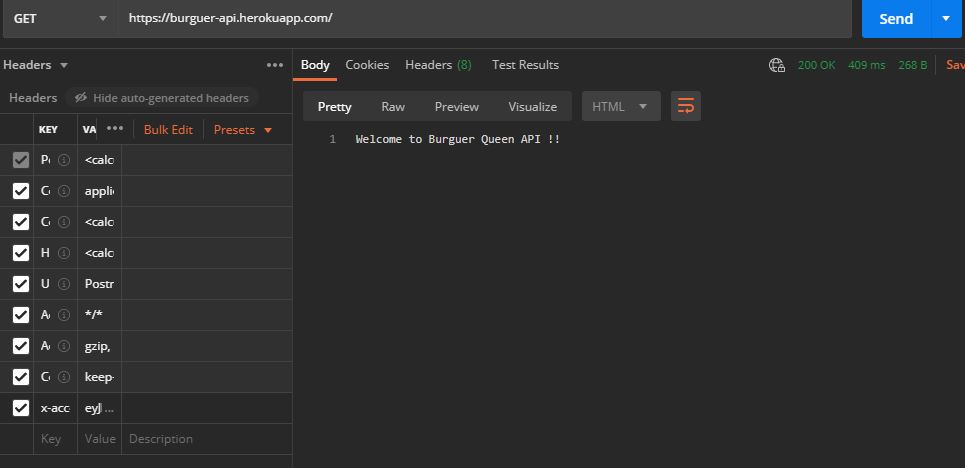 GET https://burguer-api.herokuapp.com/ Send
Headers
Headers Hide auto-generated headers
KEY VA Bulk Edit Presets
<calc
applic
<calc
H <calc
U Postr
*/*
gzip,
keep-
x-acc eyJ ...
Key Value Description
Body Cookies Headers (8) Test Results 200 OK 409 ms 268 B Sav
Pretty Raw Preview Visualize HTML
1 Welcome to Burguer Queen API !!